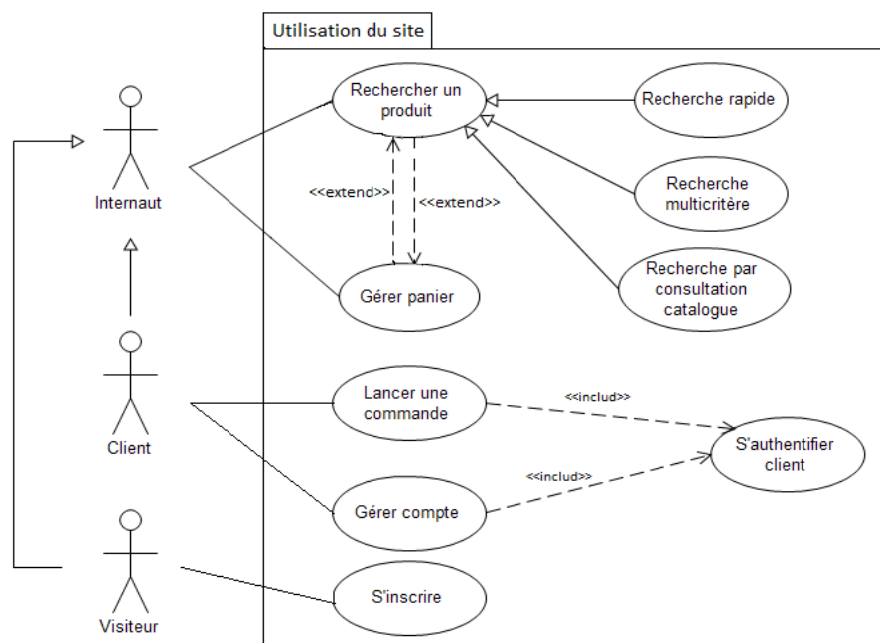 Utilisation du site
Rechercher un
produit
Recherche rapide
Internaut
<<extend>>
<<extend>>
Recherche
multicritère
Gérer panier
Recherche par
consultation
catalogue
Client
Lancer une
commande
<<includ>>
S'authentifier
client
Gérer compte
<<includ>>
Visiteur
S'inscrire